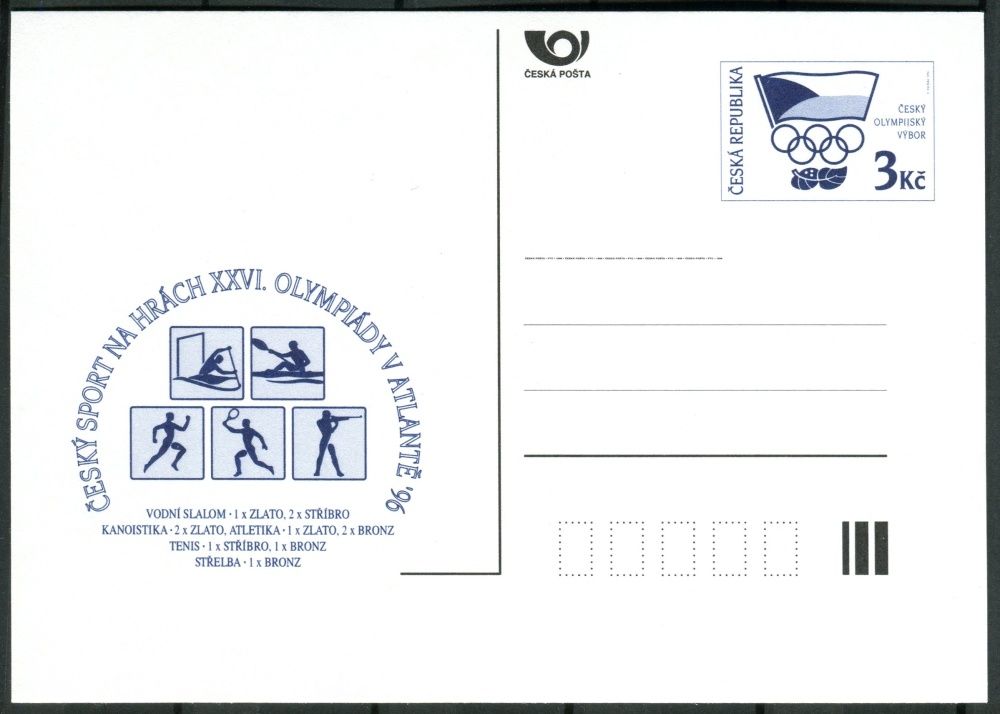 ČESKÁ POŠTA
ČESKÁ REPUBLIKA
ČESKÝ
OLYMPIJSKÝ
VÝBOR
3Kč
ČESKÝ SPORT NA HRÁCH XXVI. OLYMPIÁDY V ATLANTĚ '96
VODNÍ SLALOM · 1 x ZLATO, 2 x STŘÍBRO
KANOISTIKA · 2 x ZLATO, ATLETIKA · 1 x ZLATO, 2 x BRONZ
TENIS · 1 x STŘÍBRO, 1 x BRONZ
STŘELBA · 1 x BRONZ